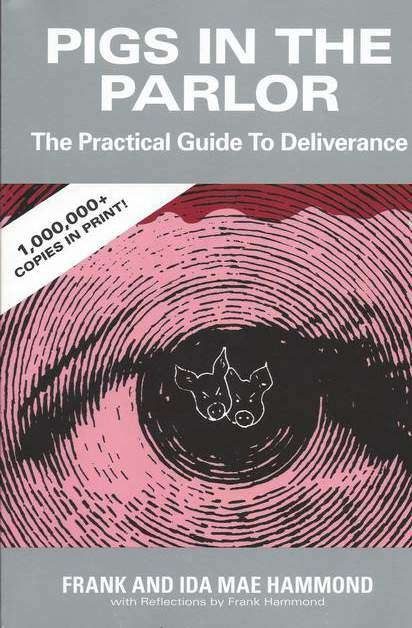 PIGS IN THE
PARLOR
The Practical Guide To Deliverance
1,000,000+
COPIES IN PRINT!
FRANK AND IDA MAE HAMMOND
with Reflections by Frank Hammond